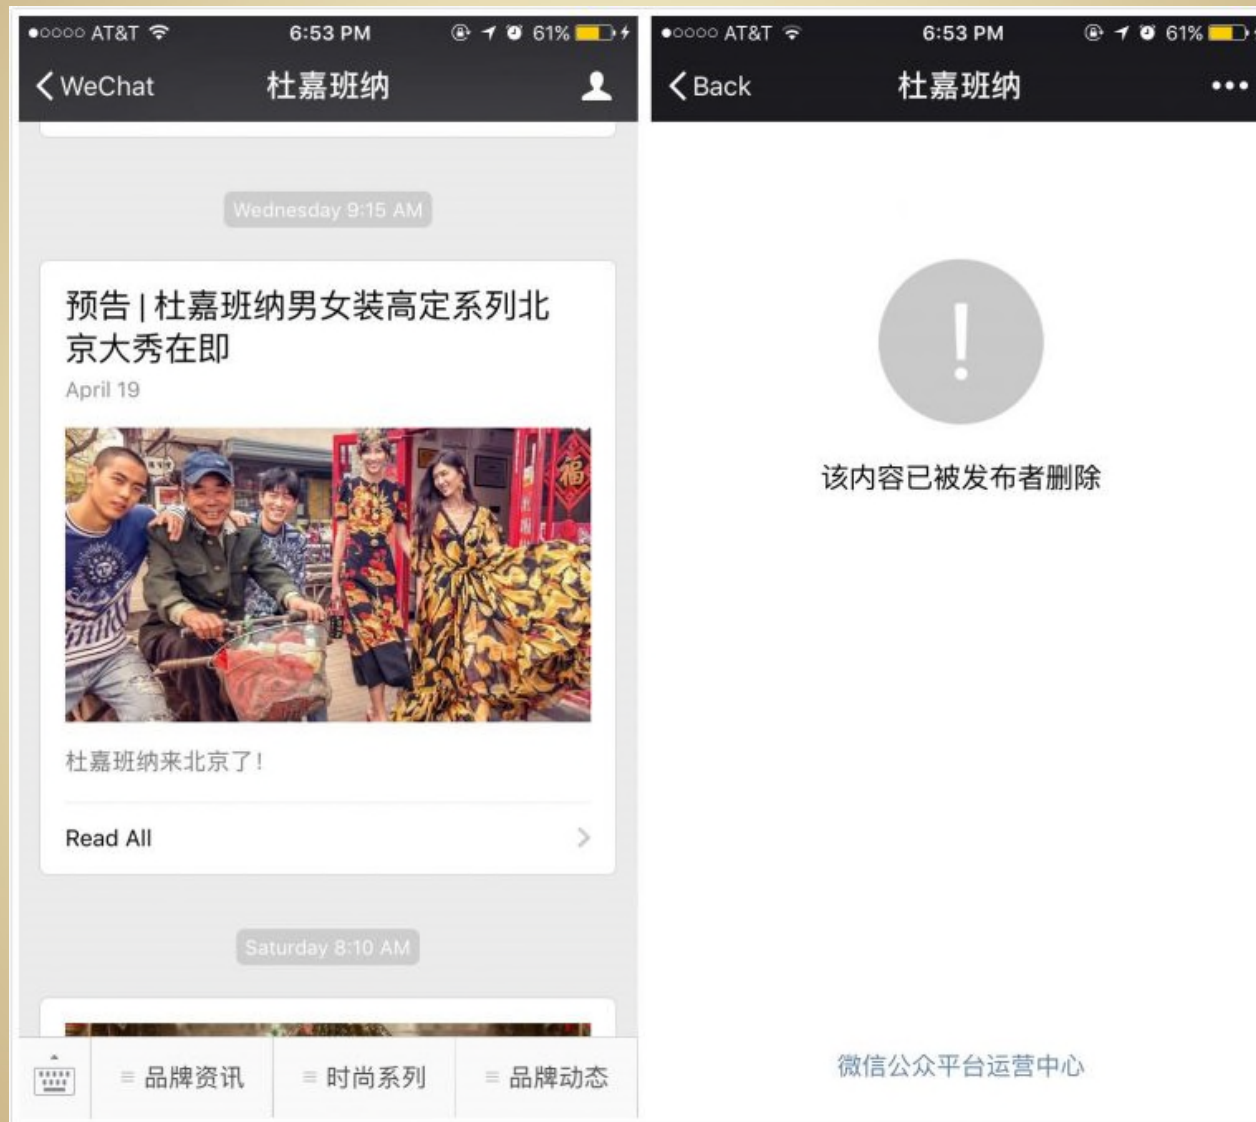 AT&T 6:53 PM 61%
WeChat 杜嘉班纳
Wednesday 9:15 AM
预告 | 杜嘉班纳男女装高定系列北
京大秀在即
April 19
福
杜嘉班纳来北京了!
Read All
Saturday 8:10 AM
品牌资讯 时尚系列 品牌动态
AT&T 6:53 PM 61%
Back 杜嘉班纳
该内容已被发布者删除
微信公众平台运营中心